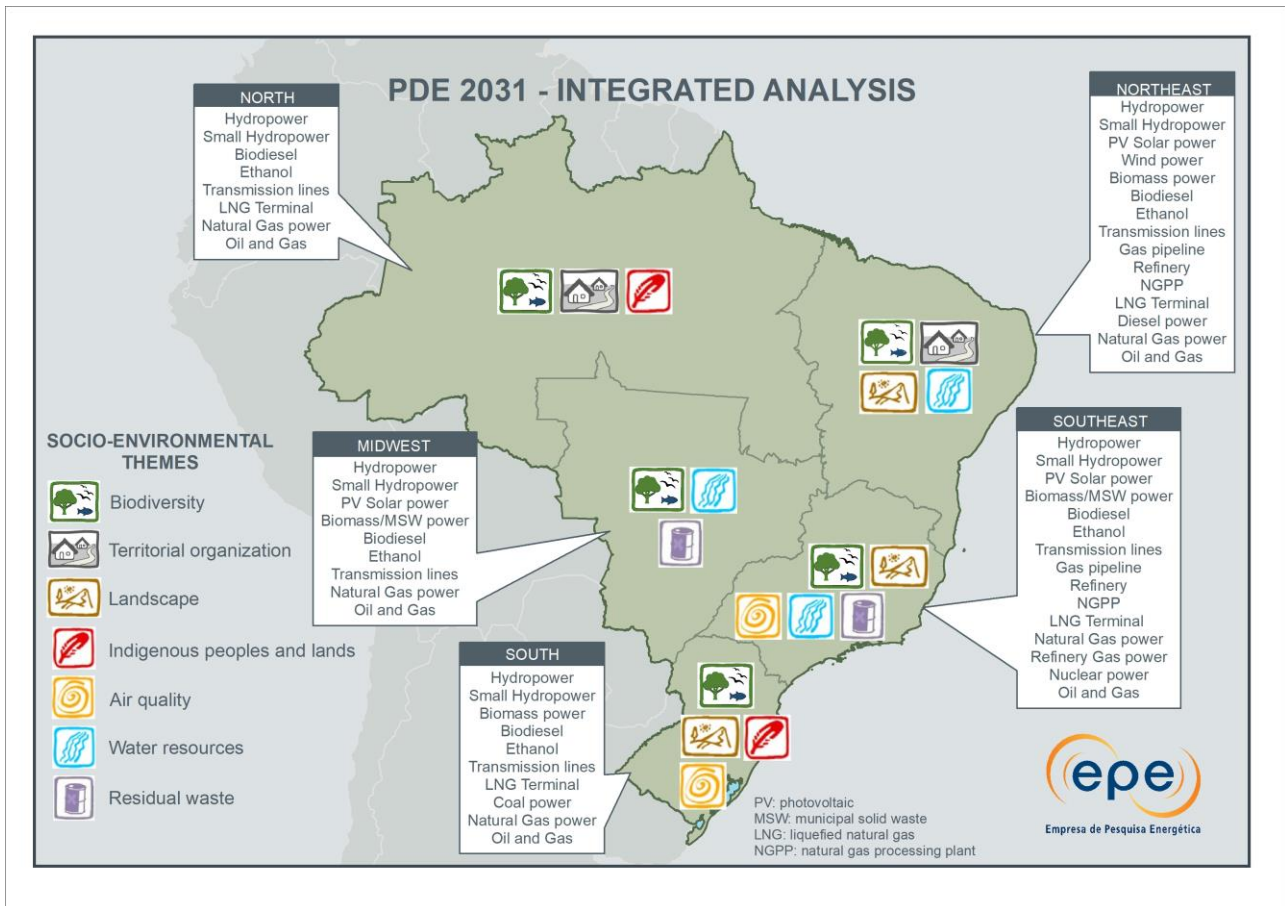 PDE 2031 - INTEGRATED ANALYSIS
NORTH
Hydropower
Small Hydropower
Biodiesel
Ethanol
Transmission lines
LNG Terminal
Natural Gas power
Oil and Gas
NORTHEAST
Hydropower
Small Hydropower
PV Solar power
Wind power
Biomass power
Biodiesel
Ethanol
Transmission lines
Gas pipeline
Refinery
NGPP
LNG Terminal
Diesel power
Natural Gas power
Oil and Gas
SOCIO-ENVIRONMENTAL
THEMES
Biodiversity
Territorial organization
Landscape
Indigenous peoples and lands
Air quality
Water resources
Residual waste
MIDWEST
Hydropower
Small Hydropower
PV Solar power
Biomass/MSW power
Biodiesel
Ethanol
Transmission lines
Natural Gas power
Oil and Gas
SOUTHEAST
Hydropower
Small Hydropower
PV Solar power
Biomass/MSW power
Biodiesel
Ethanol
Transmission lines
Gas pipeline
Refinery
NGPP
LNG Terminal
Natural Gas power
Refinery Gas power
Nuclear power
Oil and Gas
SOUTH
Hydropower
Small Hydropower
Biomass power
Biodiesel
Ethanol
Transmission lines
LNG Terminal
Coal power
Natural Gas power
Oil and Gas
PV: photovoltaic
MSW: municipal solid waste
LNG: liquefied natural gas
NGPP: natural gas processing plant
epe
Empresa de Pesquisa Energética